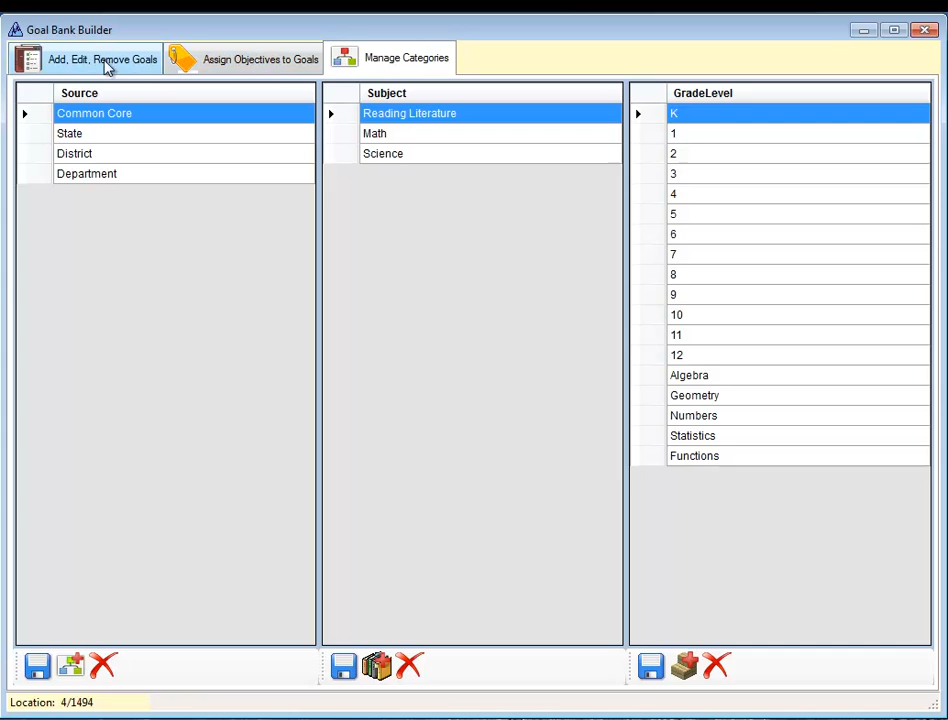 Goal Bank Builder
Add, Edit, Remove Goals
Assign Objectives to Goals
Manage Categories
Source
Common Core
State
District
Department
Subject
Reading Literature
Math
Science
GradeLevel
K
1
2
3
4
5
6
7
8
9
10
11
12
Algebra
Geometry
Numbers
Statistics
Functions
Location: 4/1494